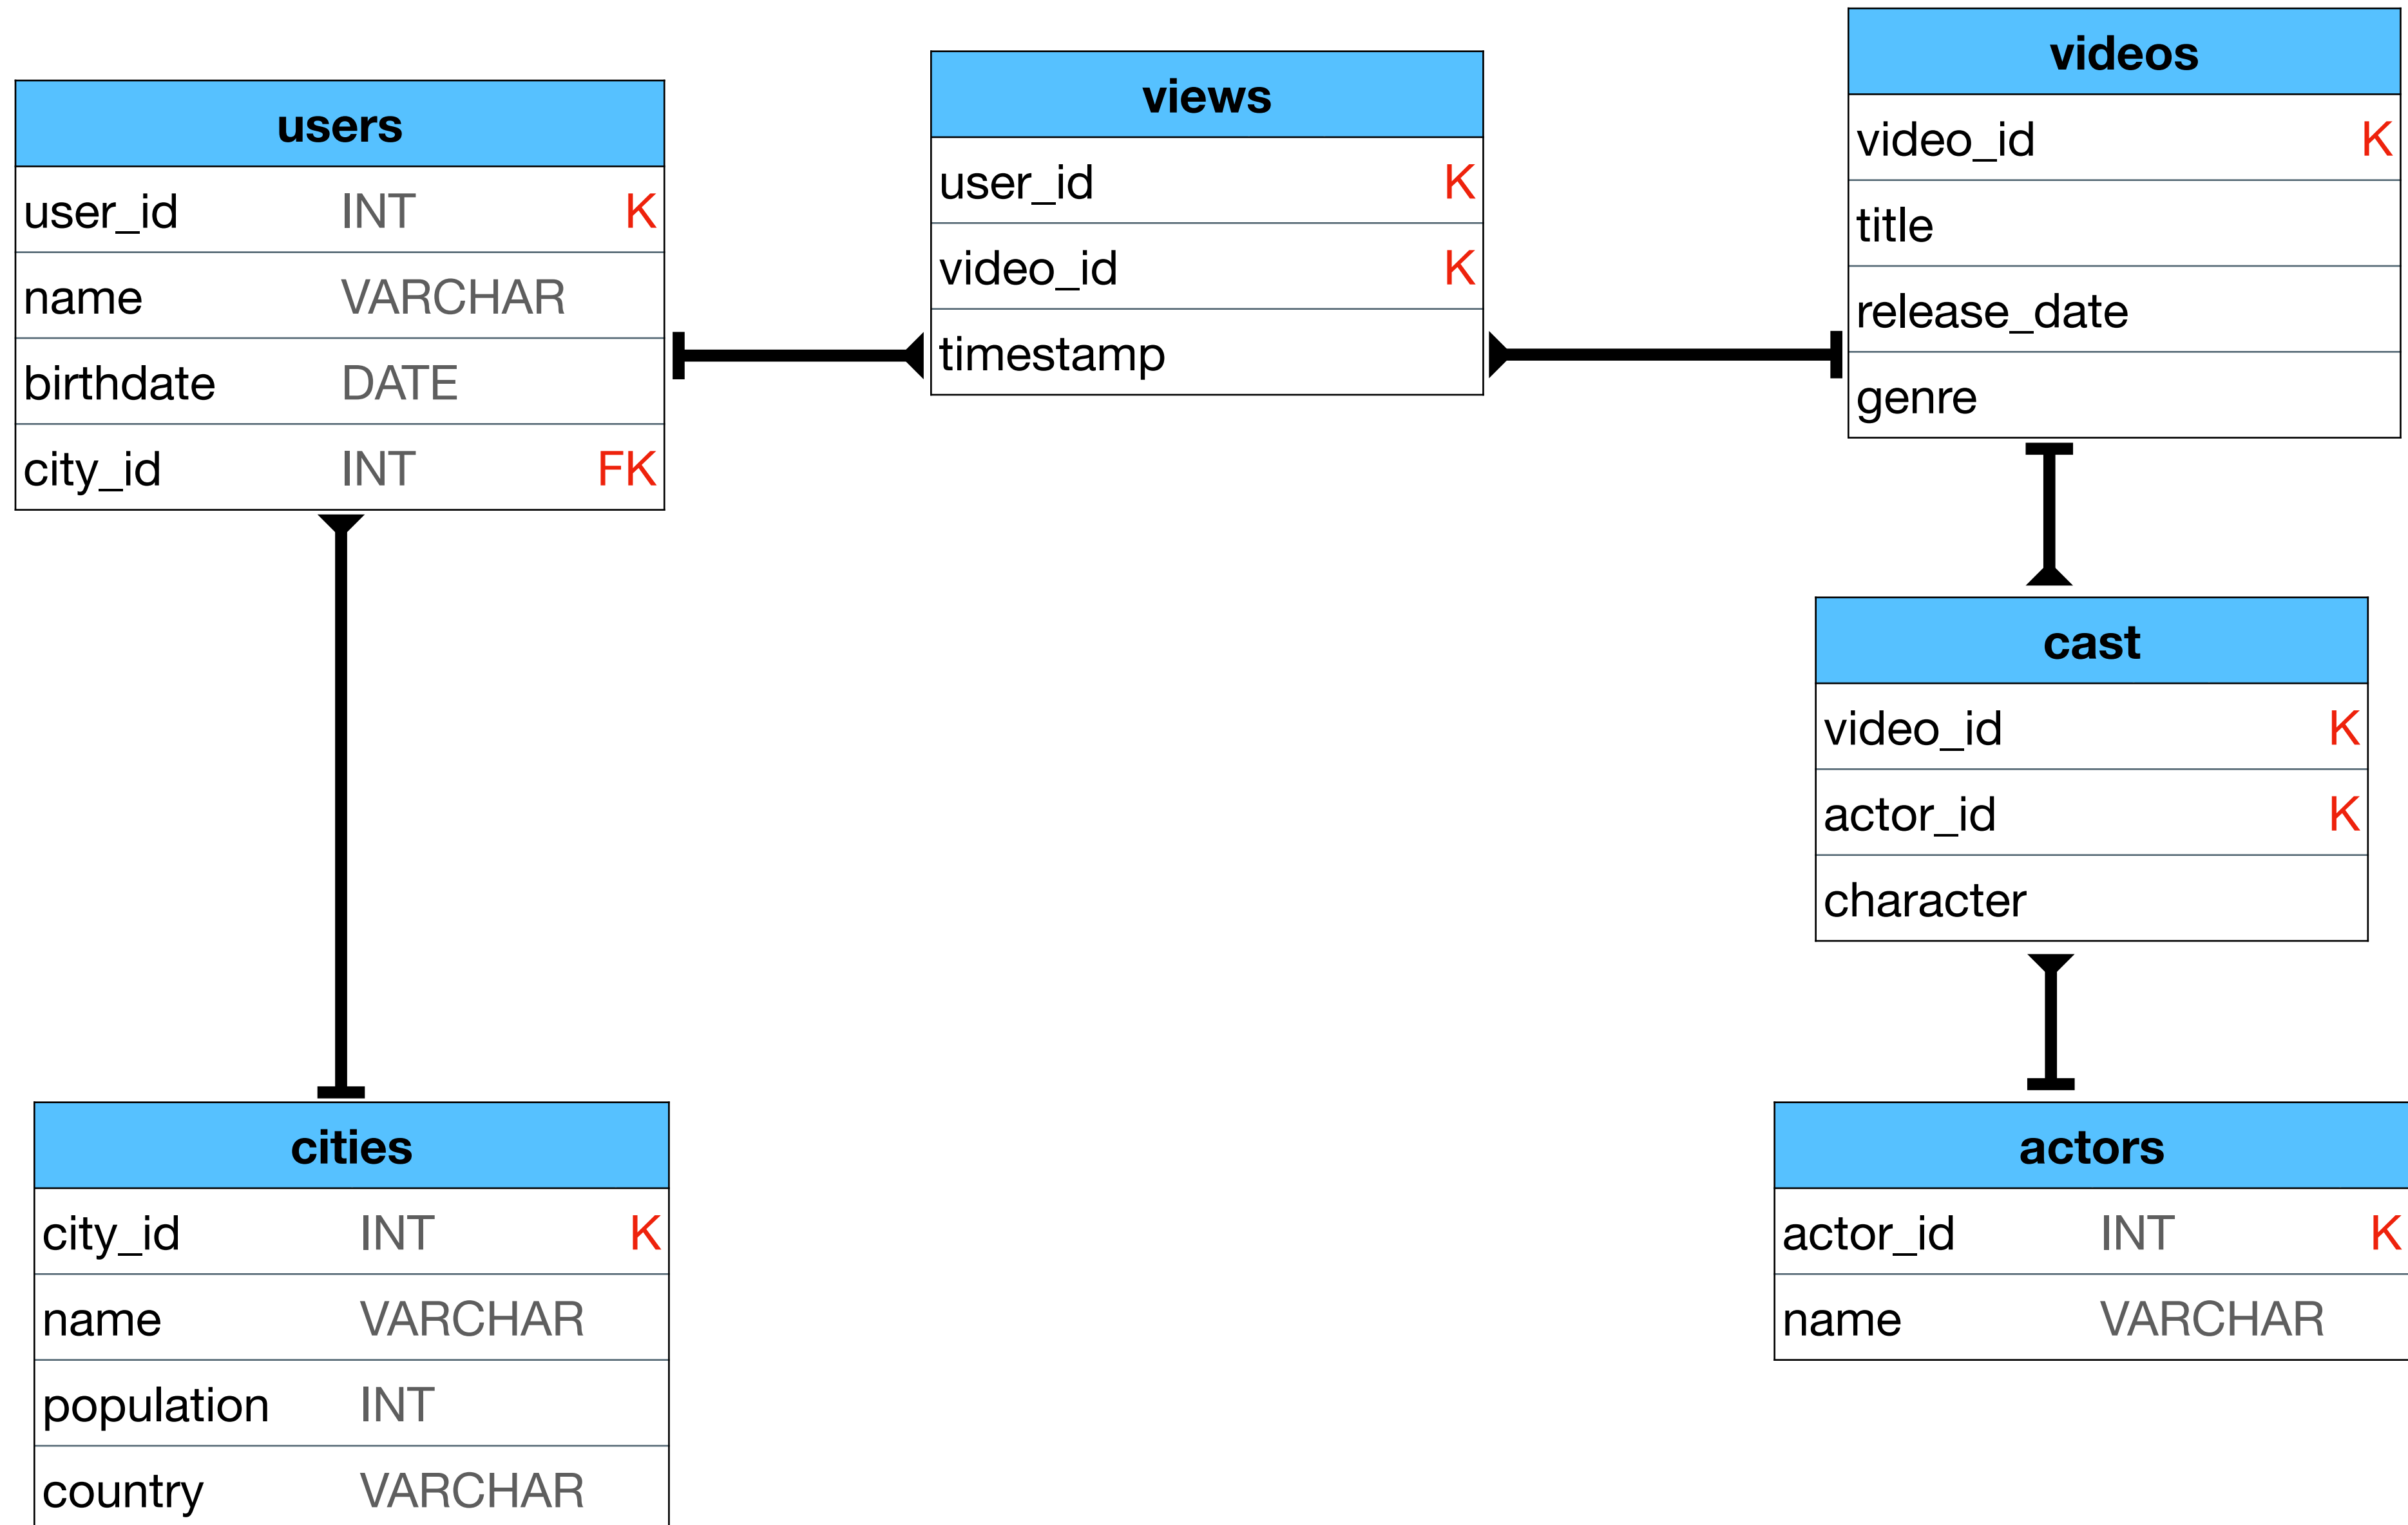 users
user_id INT K
name VARCHAR
birthdate DATE
city_id INT FK
views
user_id K
video_id K
timestamp
videos
video_id K
title
release_date
genre
cast
video_id K
actor_id K
character
cities
city_id INT K
name VARCHAR
population INT
country VARCHAR
actors
actor_id INT K
name VARCHAR